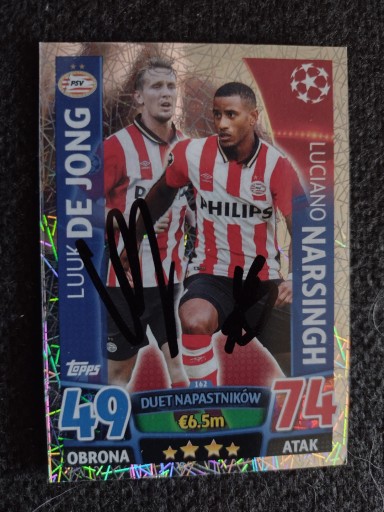 PSV
LUUK DE JONG
LUCIANO NARSINGH
PHILIPS
topps
162
DUET NAPASTNIKÓW
€6.5m
49
OBRONA
74
ATAK